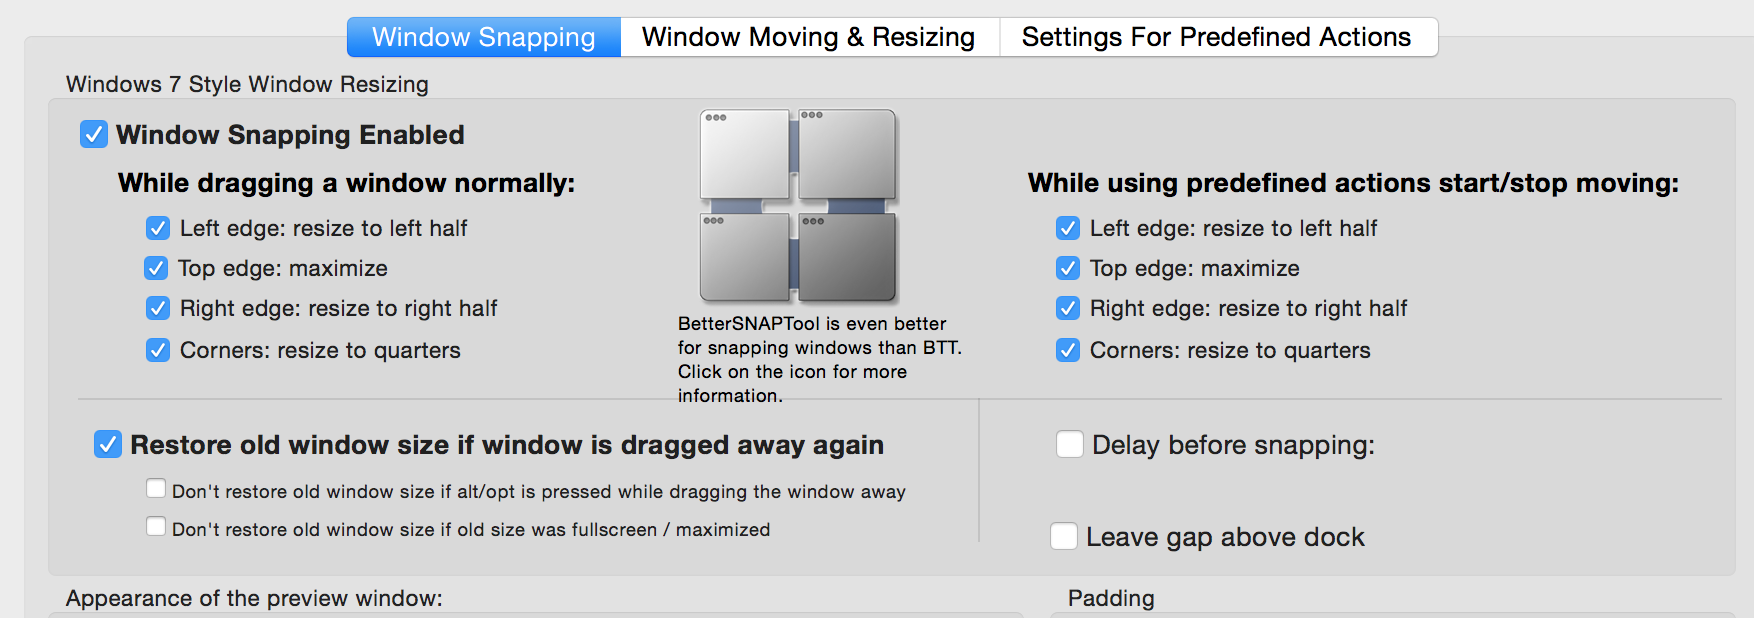 Window Snapping
Window Moving & Resizing
Settings For Predefined Actions
Windows 7 Style Window Resizing
Window Snapping Enabled
While dragging a window normally:
Left edge: resize to left half
Top edge: maximize
Right edge: resize to right half
Corners: resize to quarters
BetterSNAPTool is even better
for snapping windows than BTT.
Click on the icon for more
information.
While using predefined actions start/stop moving:
Left edge: resize to left half
Top edge: maximize
Right edge: resize to right half
Corners: resize to quarters
Restore old window size if window is dragged away again
Don't restore old window size if alt/opt is pressed while dragging the window away
Don't restore old window size if old size was fullscreen / maximized
Delay before snapping:
Leave gap above dock
Appearance of the preview window:
Padding